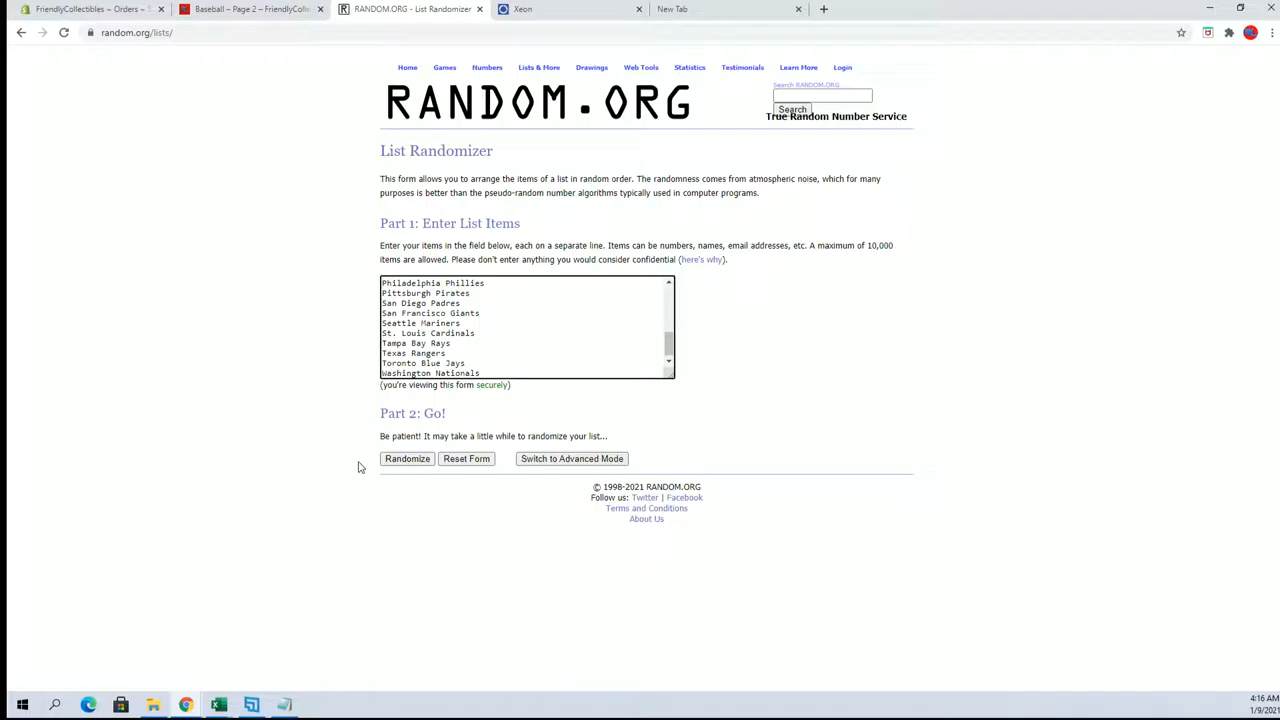 FriendlyCollectibles ~ Orders ~ S
Baseball – Page 2 – FriendlyColle
RANDOM.ORG - List Randomizer
Xeon
New Tab
random.org/lists/
Home
Games
Numbers
Lists & More
Drawings
Web Tools
Statistics
Testimonials
Learn More
Login
RANDOM.ORG
Search RANDOM.ORG
Search
True Random Number Service
List Randomizer
This form allows you to arrange the items of a list in random order. The randomness comes from atmospheric noise, which for many
purposes is better than the pseudo-random number algorithms typically used in computer programs.
Part 1: Enter List Items
Enter your items in the field below, each on a separate line. Items can be numbers, names, email addresses, etc. A maximum of 10,000
items are allowed. Please don't enter anything you would consider confidential (here's why).
Philadelphia Phillies
Pittsburgh Pirates
San Diego Padres
San Francisco Giants
Seattle Mariners
St. Louis Cardinals
Tampa Bay Rays
Texas Rangers
Toronto Blue Jays
Washington Nationals
(you're viewing this form securely)
Part 2: Go!
Be patient! It may take a little while to randomize your list...
Randomize
Reset Form
Switch to Advanced Mode
© 1998-2021 RANDOM.ORG
Follow us: Twitter | Facebook
Terms and Conditions
About Us
4:16 AM
1/9/2021